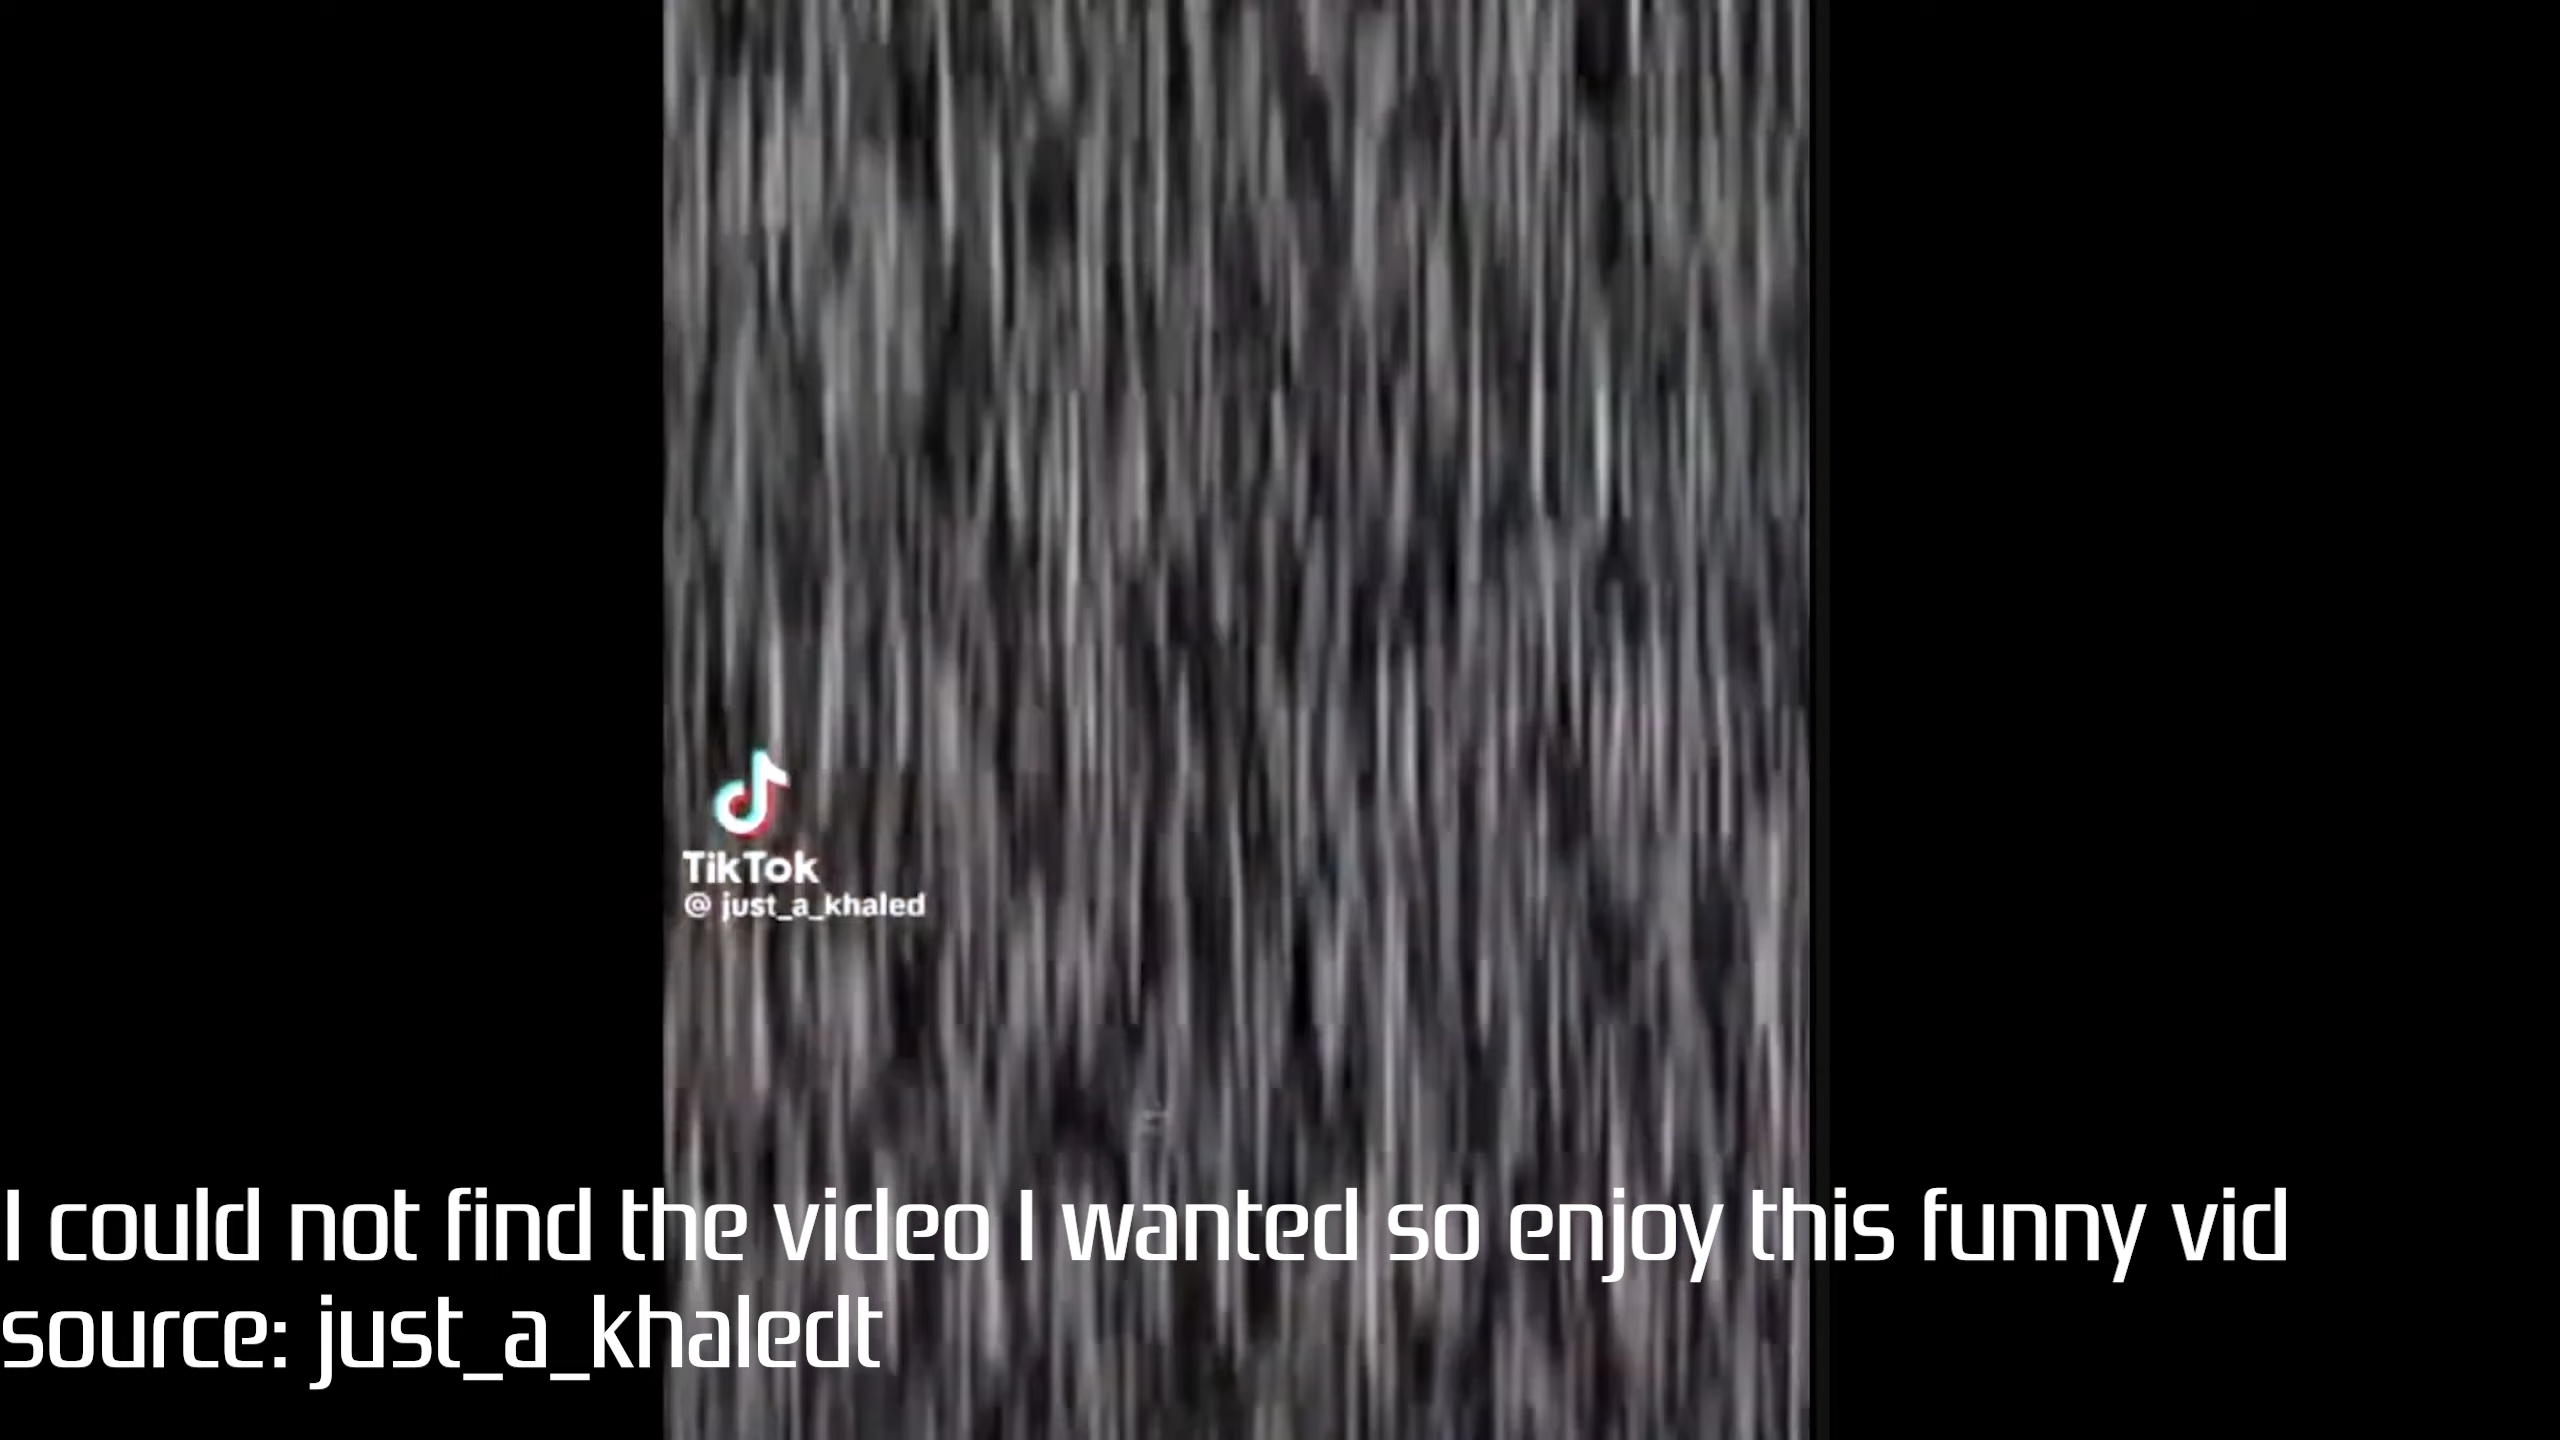 TikTok
@ just_a_khaled
I could not find the video I wanted so enjoy this funny vid
source: just_a_khaledt